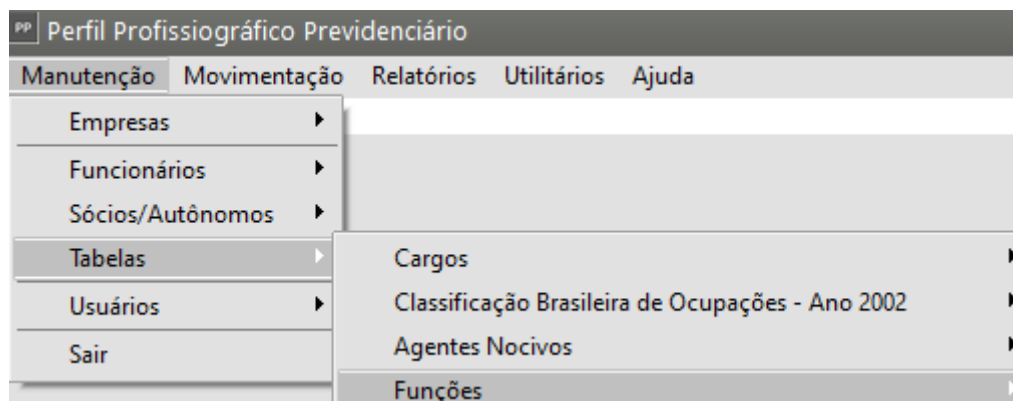 PP Perfil Profissiográfico Previdenciário
Manutenção Movimentação Relatórios Utilitários Ajuda
Empresas
Funcionários
Sócios/Autônomos
Tabelas
Usuários
Sair
Cargos
Classificação Brasileira de Ocupações - Ano 2002
Agentes Nocivos
Funções